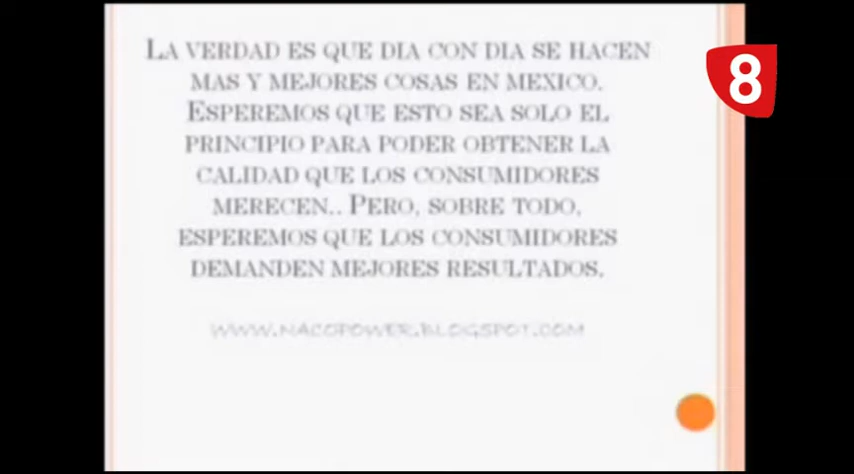 LA VERDAD ES QUE DIA CON DIA SE HACEN
MAS Y MEJORES COSAS EN MEXICO.
ESPEREMOS QUE ESTO SEA SOLO EL
PRINCIPIO PARA PODER OBTENER LA
CALIDAD QUE LOS CONSUMIDORES
MERECEN.. PERO, SOBRE TODO,
ESPEREMOS QUE LOS CONSUMIDORES
DEMANDEN MEJORES RESULTADOS.
WWW.NACOPOWER.BLOGSPOT.COM
8